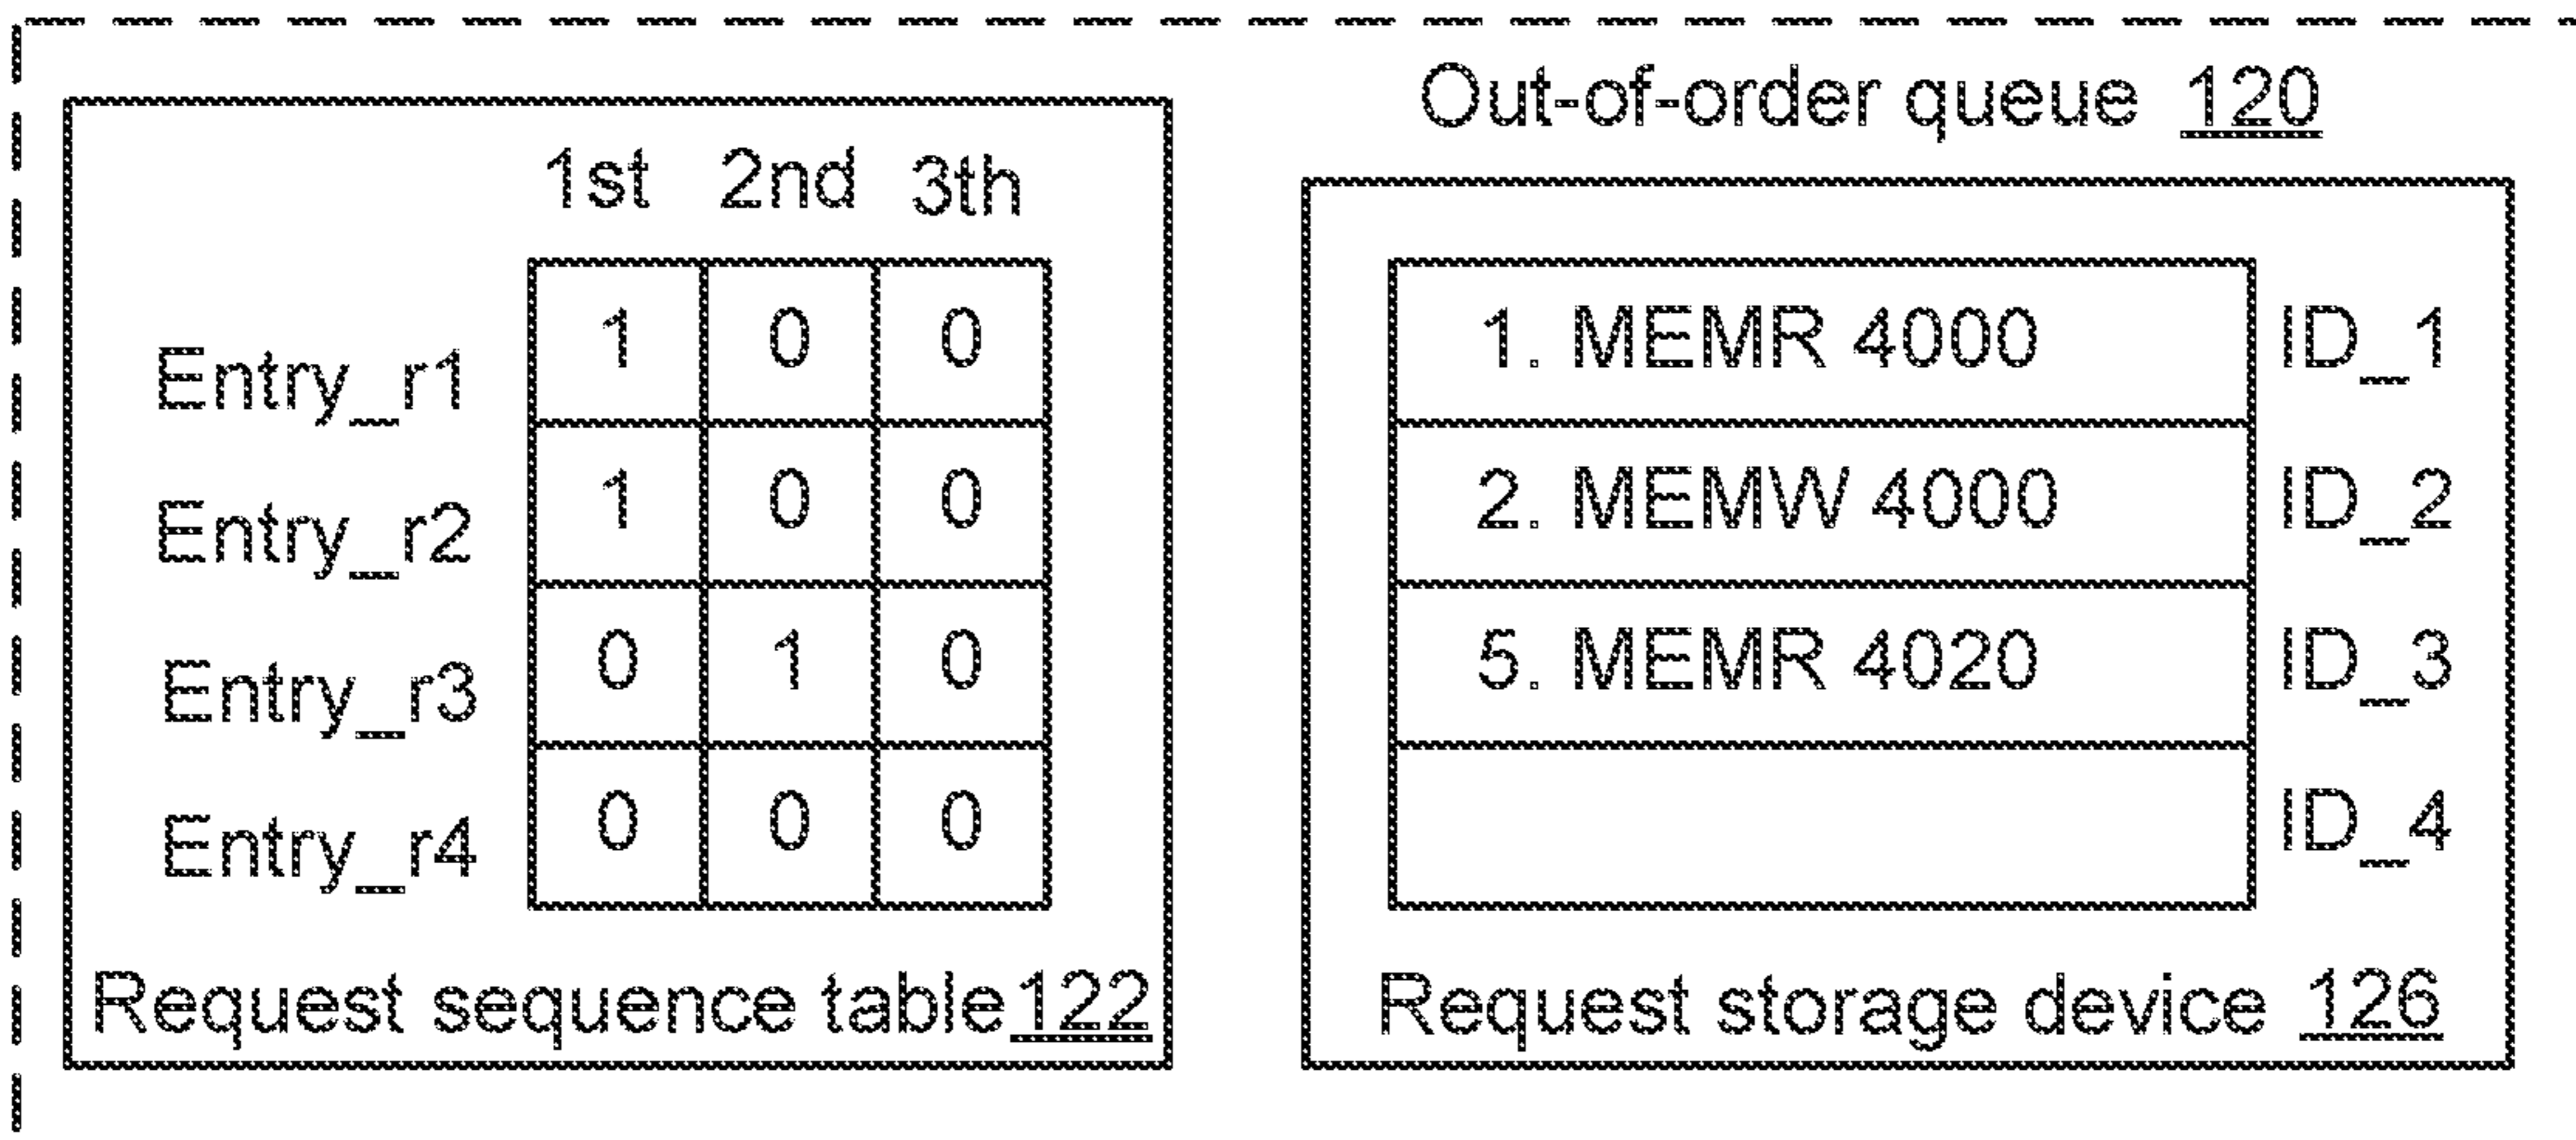 Out-of-order queue 120
1st 2nd 3th
Entry_r1 1 0 0
Entry_r2 1 0 0
Entry_r3 0 1 0
Entry_r4 0 0 0
Request sequence table 122
1. MEMR 4000 ID_1
2. MEMW 4000 ID_2
5. MEMR 4020 ID_3
ID_4
Request storage device 126